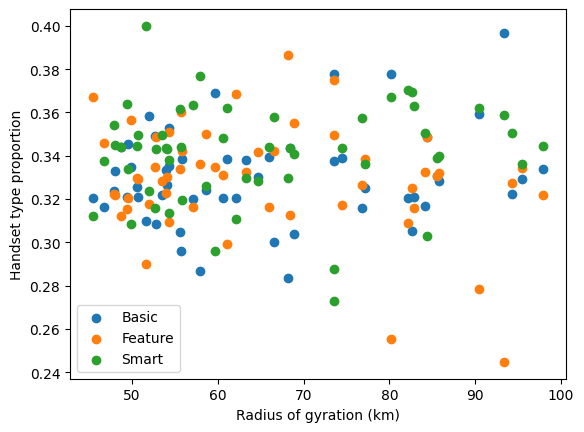 0.40
0.38
0.36
0.34
0.32
0.30
0.28
0.26
0.24
Handset type proportion
Basic
Feature
Smart
50 60 70 80 90 100
Radius of gyration (km)